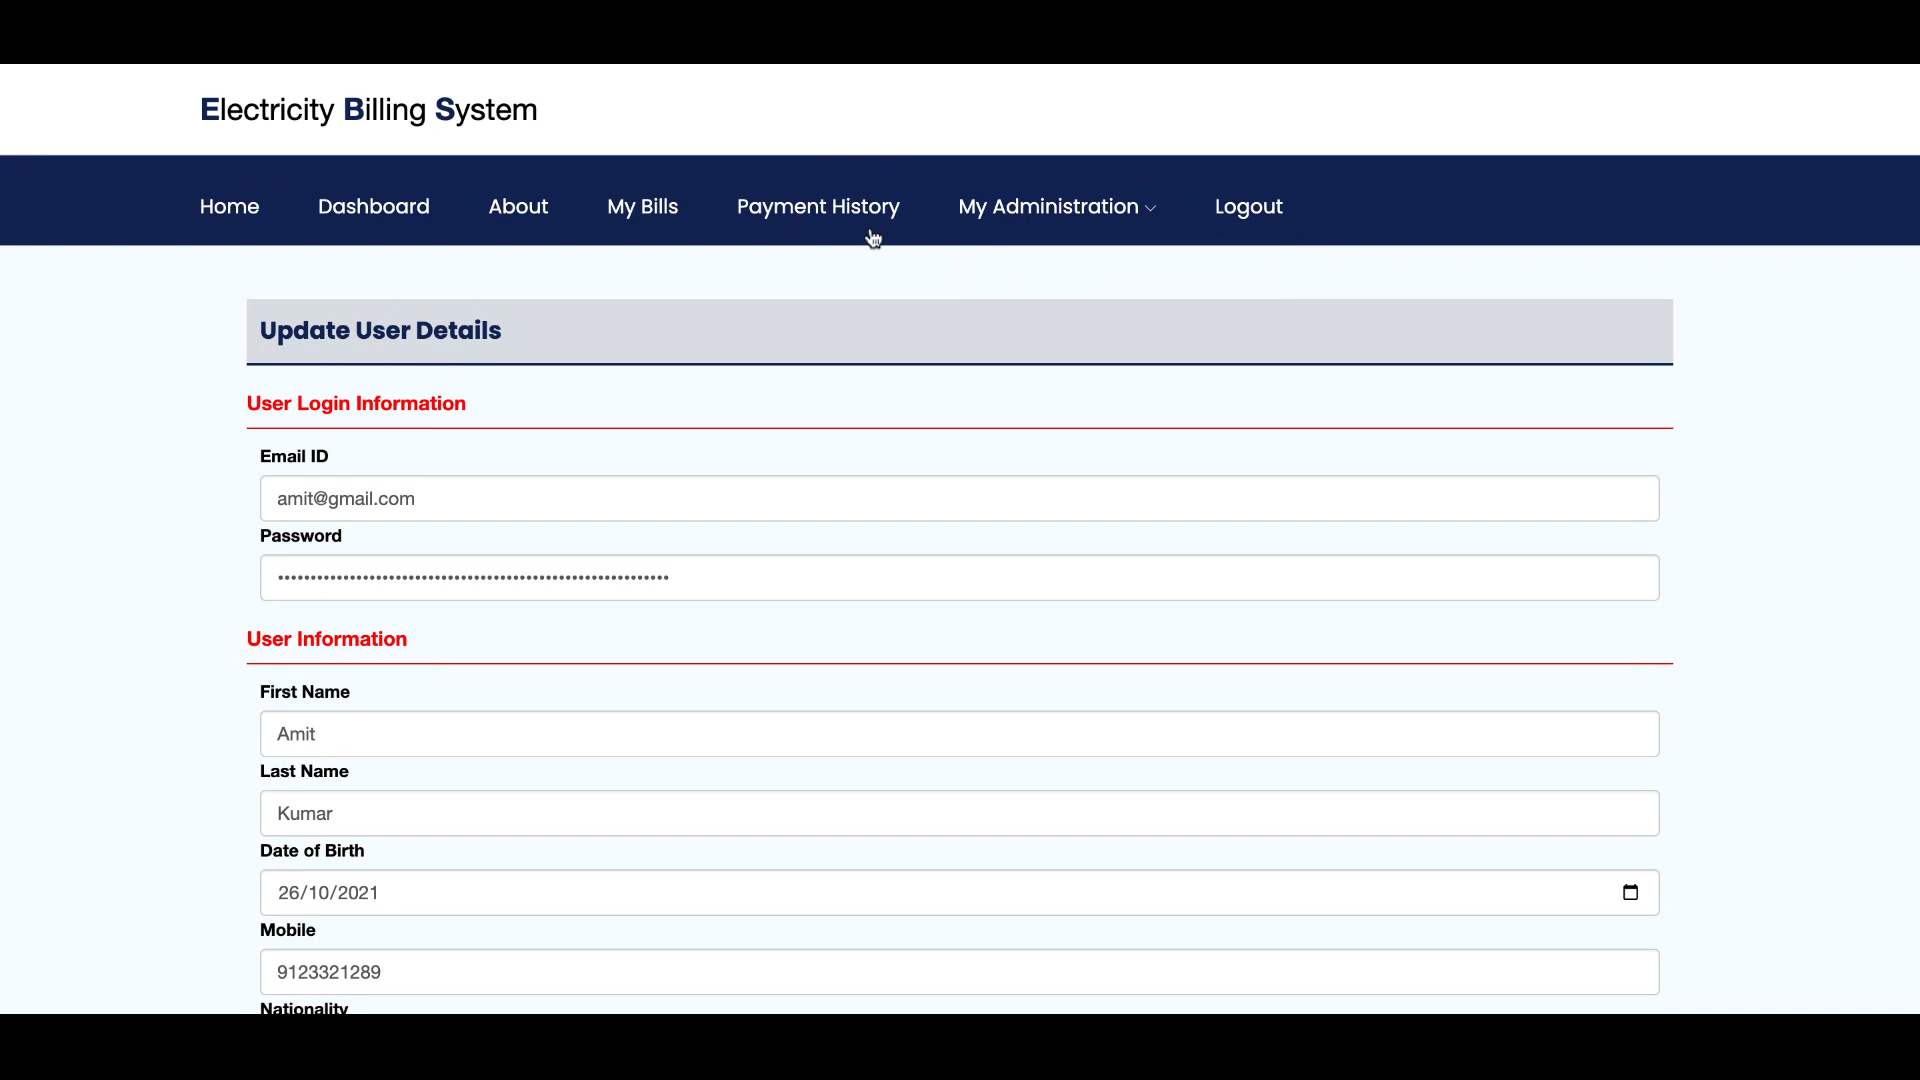 Electricity Billing System
Home Dashboard About My Bills Payment History My Administration Logout
Update User Details
User Login Information
Email ID
amit@gmail.com
Password
••••••••••••••••••••••••••••••••••••••••••••••••••••••••••••
User Information
First Name
Amit
Last Name
Kumar
Date of Birth
26/10/2021
Mobile
9123321289
Nationality